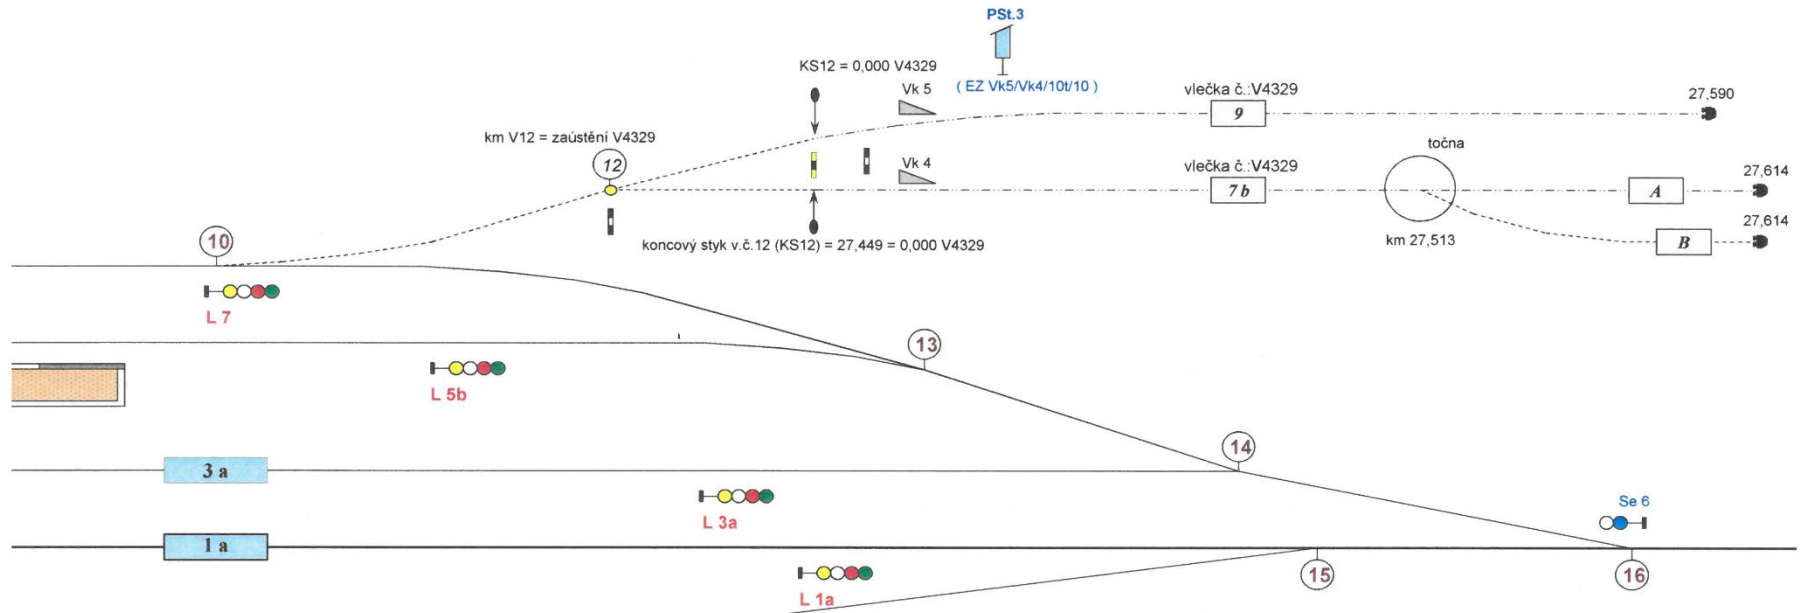 PSt.3
KS12 = 0,000 V4329
( EZ Vk5/Vk4/10t/10 )
Vk 5
vlečka č.:V4329
9
27,590
km V12 = zaústění V4329
12
Vk 4
vlečka č.:V4329
7 b
točna
A
27,614
km 27,513
B
27,614
koncový styk v.č.12 (KS12) = 27,449 = 0,000 V4329
10
L 7
13
L 5b
14
3 a
L 3a
Se 6
1 a
L 1a
15
16